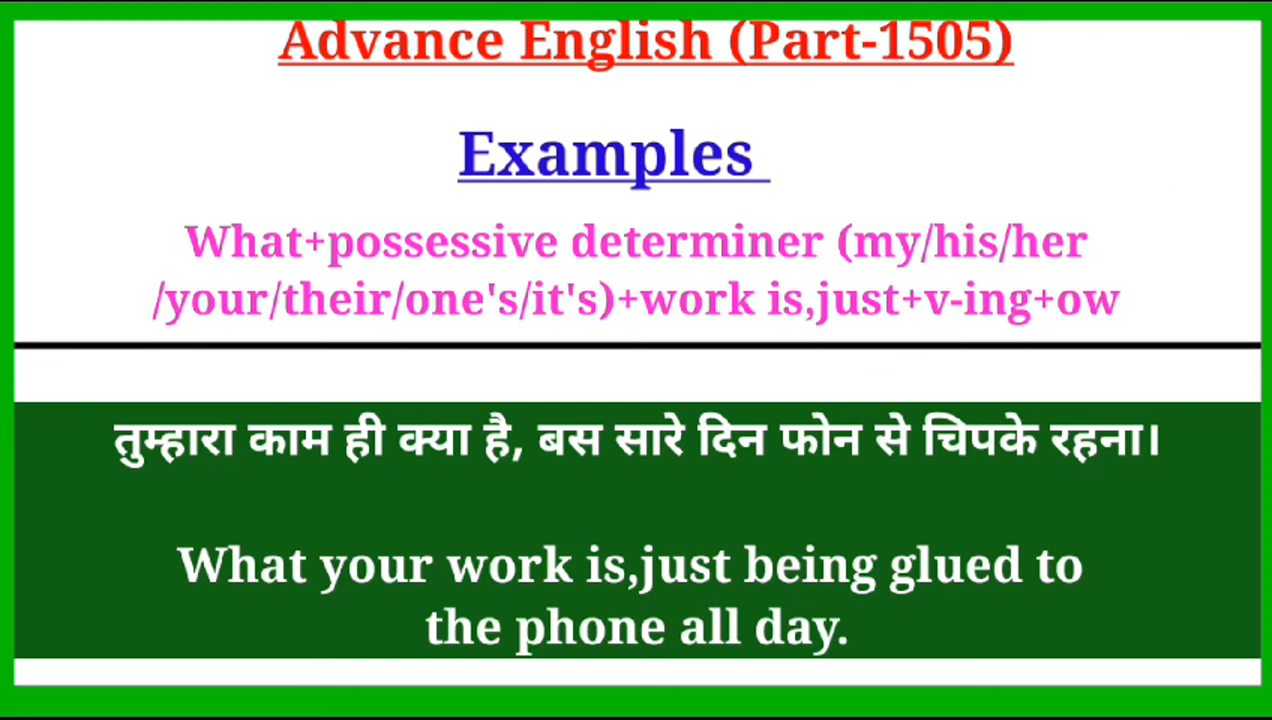 Advance English (Part-1505)
Examples
What+possessive determiner (my/his/her
/your/their/one's/it's)+work is,just+v-ing+ow
तुम्हारा काम ही क्या है, बस सारे दिन फोन से चिपके रहना।
What your work is,just being glued to
the phone all day.